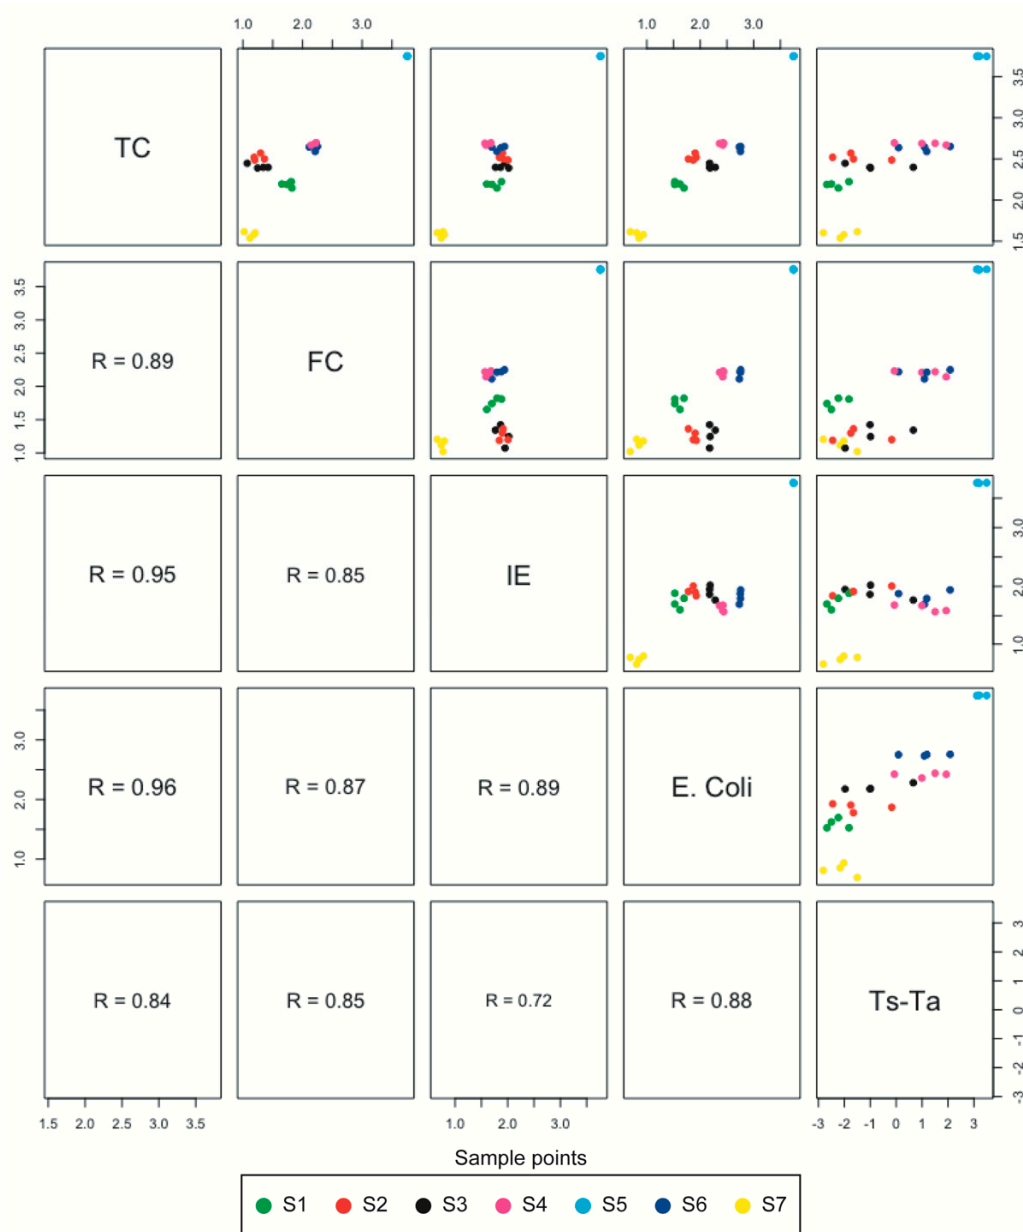 1.0 2.0 3.0 1.0 2.0 3.0
TC
1.5 2.0 2.5 3.0 3.5
1.0 1.5 2.0 2.5 3.0 3.5
R = 0.89
FC
R = 0.95
R = 0.85
IE
1.0 2.0 3.0
1.0 2.0 3.0
R = 0.96
R = 0.87
R = 0.89
E. Coli
R = 0.84
R = 0.85
R = 0.72
R = 0.88
Ts-Ta
-3 -2 -1 0 1 2 3
1.5 2.0 2.5 3.0 3.5 1.0 2.0 3.0 -3 -2 -1 0 1 2 3
Sample points
S1 S2 S3 S4 S5 S6 S7